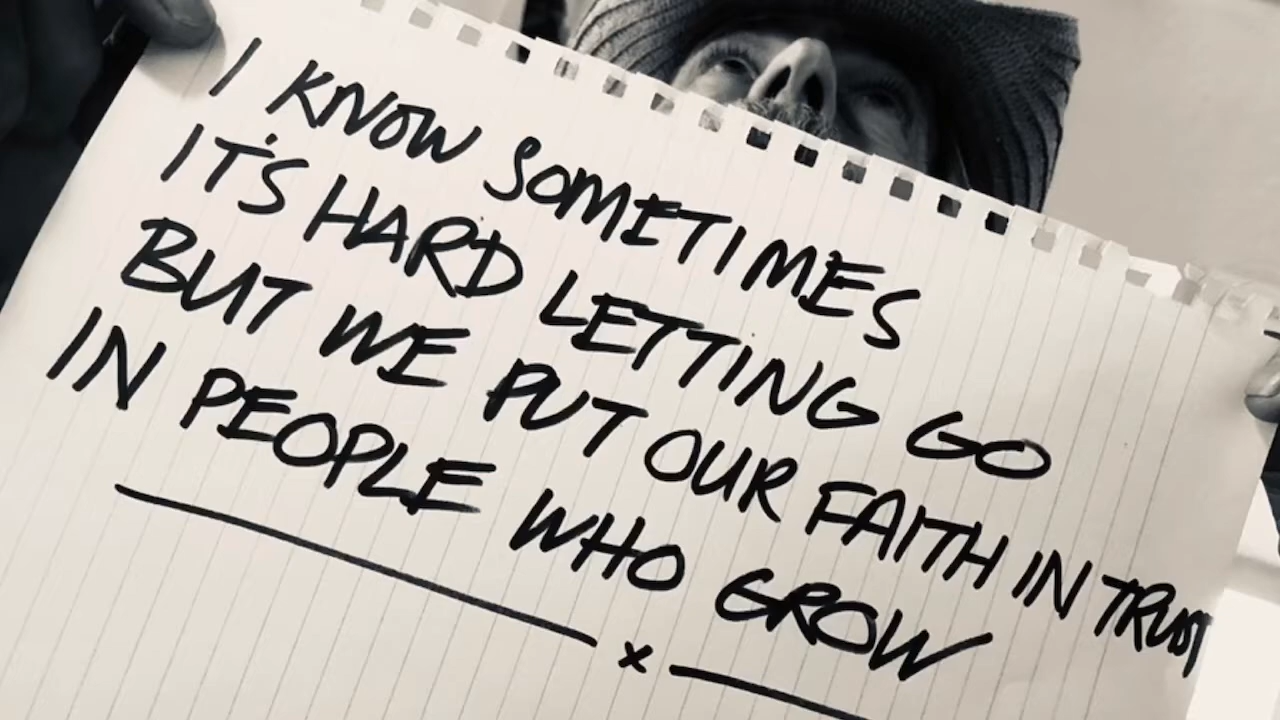 I KNOW SOMETIMES
IT'S HARD LETTING GO
BUT WE PUT OUR FAITH IN TRUST
IN PEOPLE WHO GROW
x